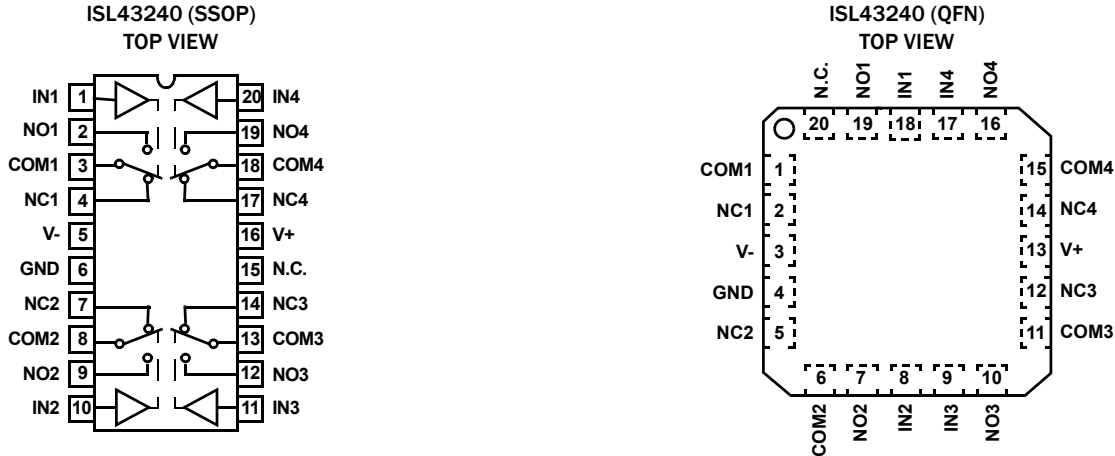 ISL43240 (SSOP)
TOP VIEW
IN1 1 20 IN4
NO1 2 19 NO4
COM1 3 18 COM4
NC1 4 17 NC4
V- 5 16 V+
GND 6 15 N.C.
NC2 7 14 NC3
COM2 8 13 COM3
NO2 9 12 NO3
IN2 10 11 IN3
ISL43240 (QFN)
TOP VIEW
N.C. NO1 IN1 IN4 NO4
20 19 18 17 16
COM1 1 15 COM4
NC1 2 14 NC4
V- 3 13 V+
GND 4 12 NC3
NC2 5 11 COM3
6 7 8 9 10
COM2 NO2 IN2 IN3 NO3